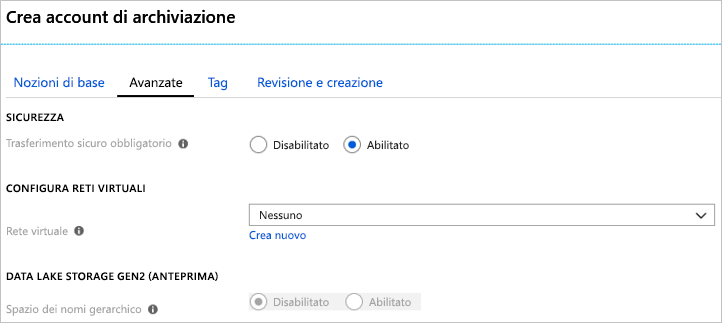 Crea account di archiviazione
Nozioni di base Avanzate Tag Revisione e creazione
SICUREZZA
Trasferimento sicuro obbligatorio Disabilitato Abilitato
CONFIGURA RETI VIRTUALI
Nessuno
Rete virtuale
Crea nuovo
DATA LAKE STORAGE GEN2 (ANTEPRIMA)
Spazio dei nomi gerarchico Disabilitato Abilitato